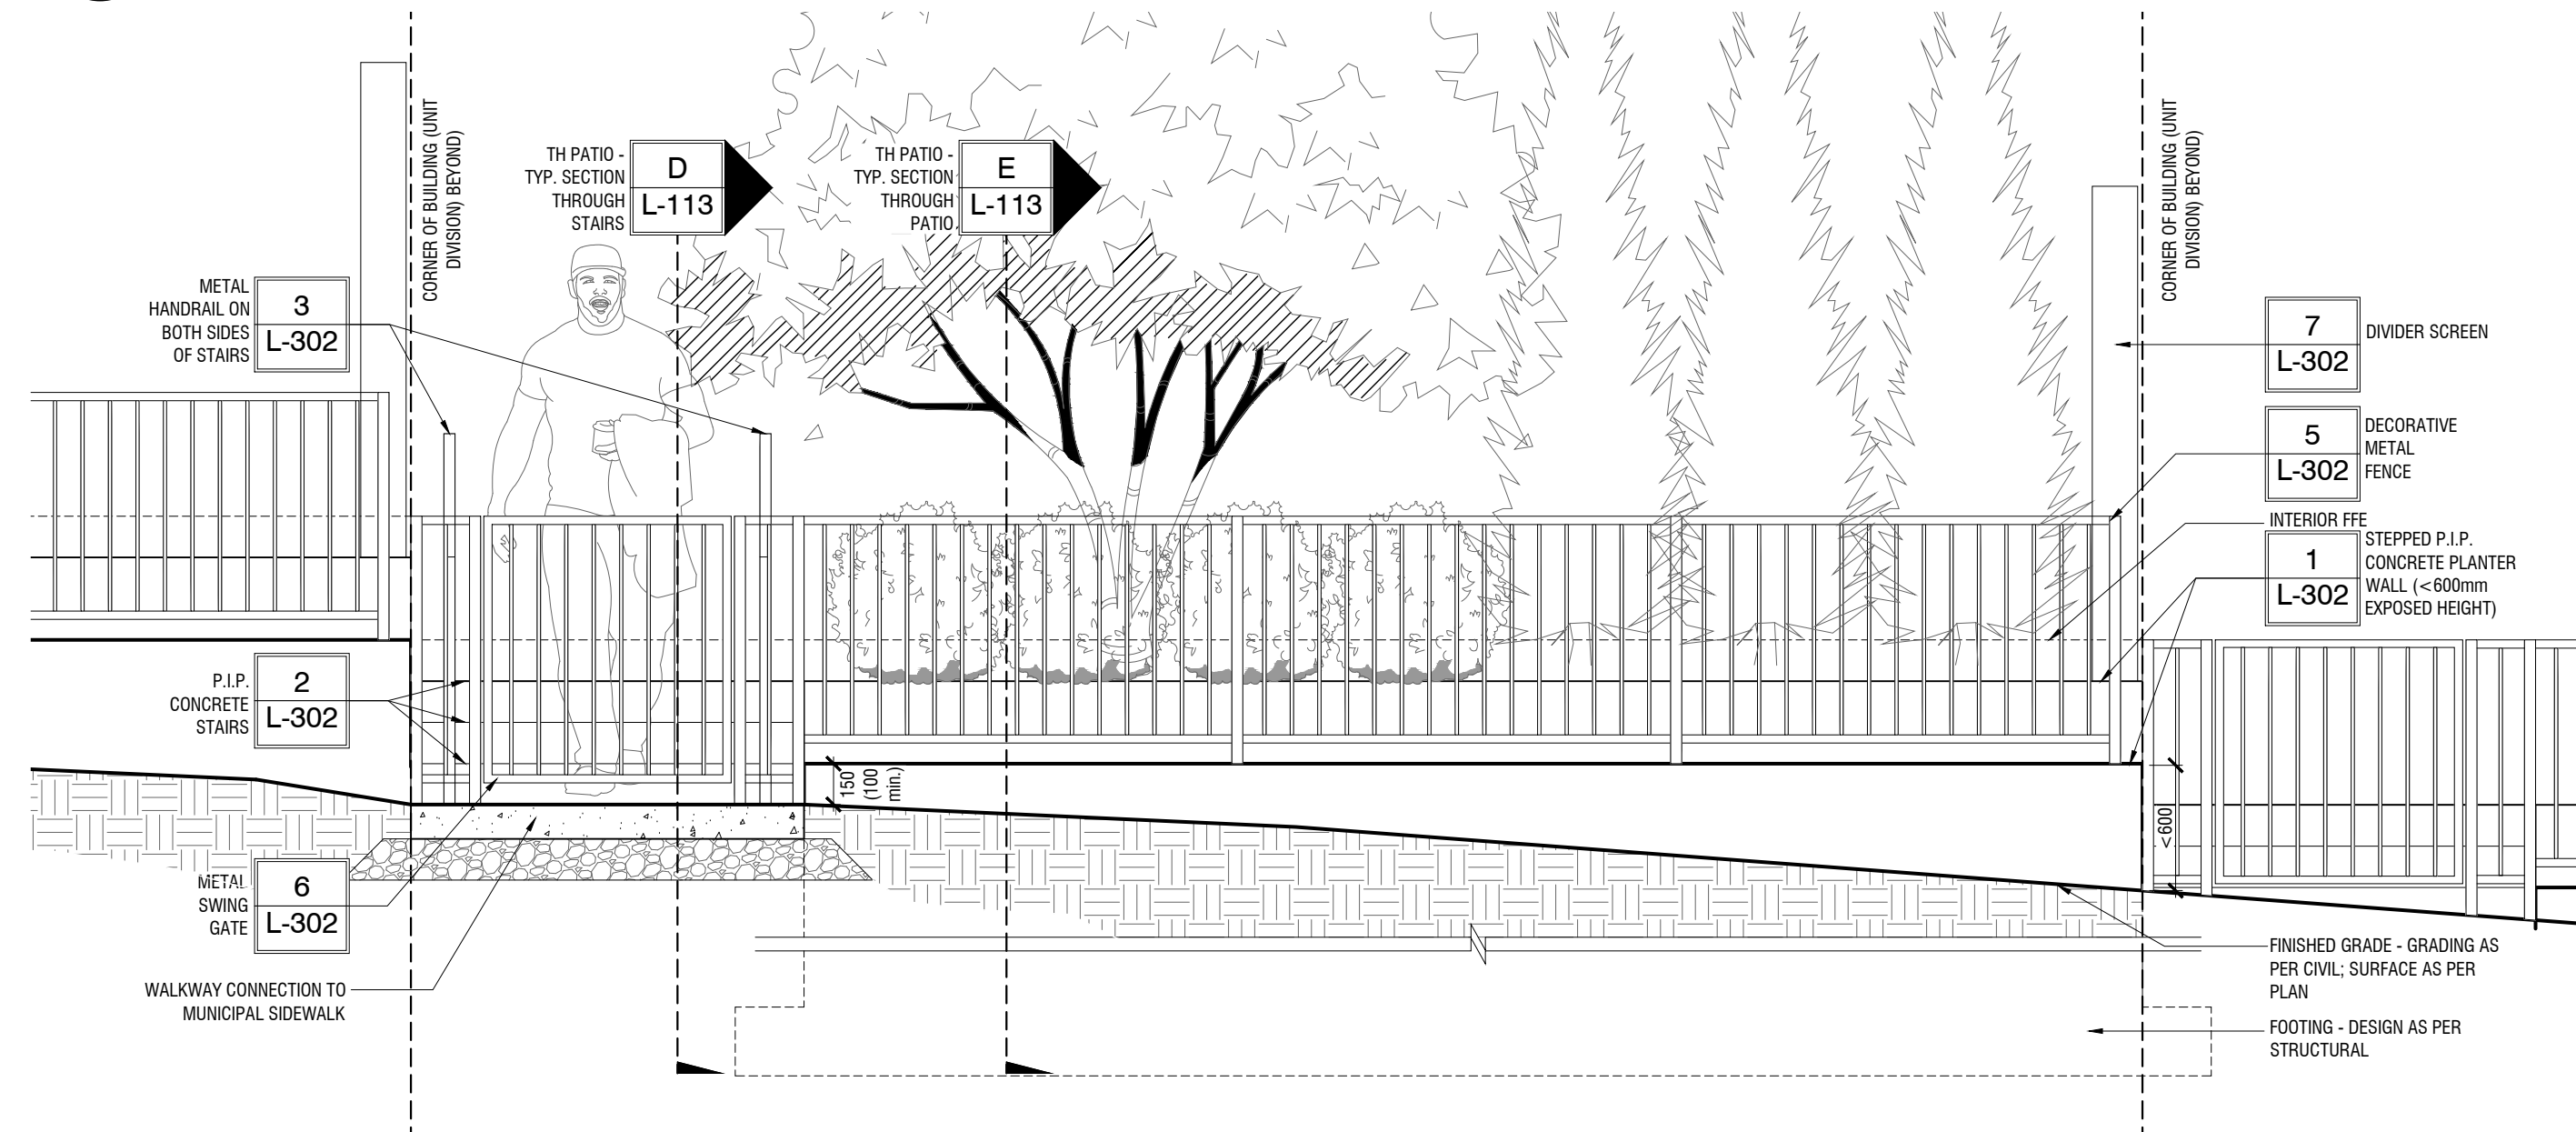 CORNER OF BUILDING (UNIT
DIVISION) BEYOND)
TH PATIO -
TYP. SECTION
THROUGH
STAIRS
D
L-113
TH PATIO -
TYP. SECTION
THROUGH
PATIO
E
L-113
CORNER OF BUILDING (UNIT
DIVISION) BEYOND)
METAL
HANDRAIL ON
BOTH SIDES
OF STAIRS
3
L-302
7
L-302
DIVIDER SCREEN
5
L-302
DECORATIVE
METAL
FENCE
INTERIOR FFE
1
L-302
STEPPED P.I.P.
CONCRETE PLANTER
WALL (<600mm
EXPOSED HEIGHT)
P.I.P.
CONCRETE
STAIRS
2
L-302
150
(100
min.)
<600
METAL
SWING
GATE
6
L-302
WALKWAY CONNECTION TO
MUNICIPAL SIDEWALK
FINISHED GRADE - GRADING AS
PER CIVIL; SURFACE AS PER
PLAN
FOOTING - DESIGN AS PER
STRUCTURAL